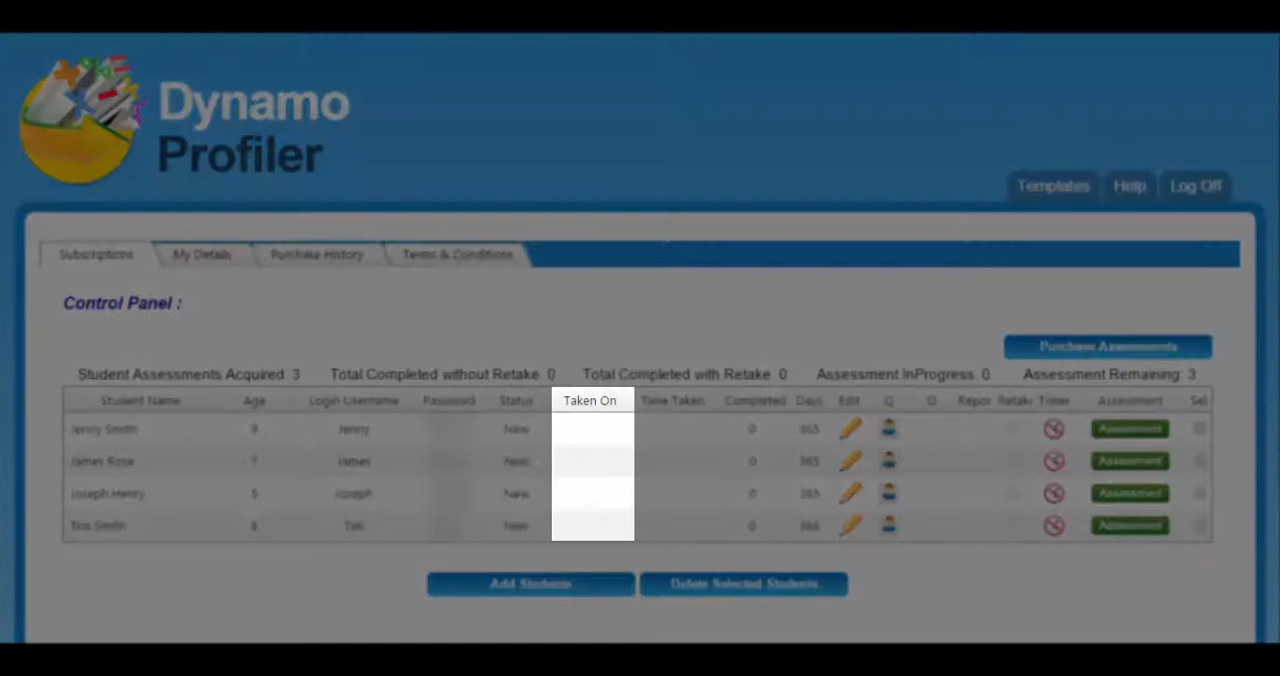 Dynamo
Profiler
Templates Help Log Off
Subscriptions My Details Purchase History Terms & Conditions
Control Panel :
Purchase Assessments
Student Assessments Acquired: 3 Total Completed without Retake: 0 Total Completed with Retake: 0 Assessment InProgress: 0 Assessment Remaining: 3
Student Name Age Login Username Password Status Taken On Time Taken Completed Days Edit Q O Repor Retak Timer Assessment Sel
Jenny Smith 9 Jenny New 0 365 Assessment
James Rose 7 James New 0 365 Assessment
Joseph Henry Joseph New 0 365 Assessment
Tim Smith 8 Tim New 0 Assessment
Add Students Delete Selected Students